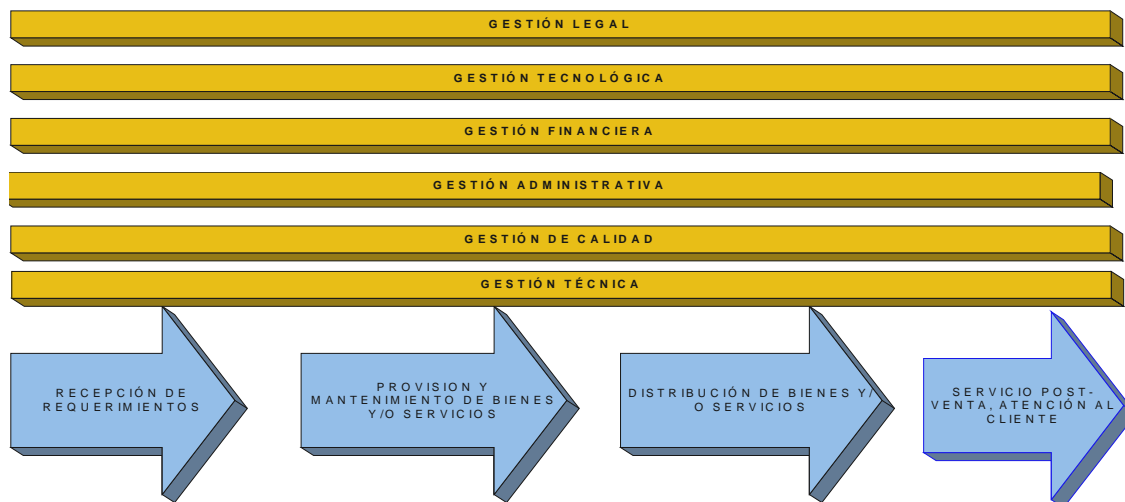 GESTIÓN LEGAL
GESTIÓN TECNOLÓGICA
GESTIÓN FINANCIERA
GESTIÓN ADMINISTRATIVA
GESTIÓN DE CALIDAD
GESTIÓN TÉCNICA
RECEPCIÓN DE
REQUERIMIENTOS
PROVISION Y
MANTENIMIENTO DE BIENES
Y/O SERVICIOS
DISTRIBUCIÓN DE BIENES Y/
O SERVICIOS
SERVICIO POST-
VENTA, ATENCIÓN AL
CLIENTE